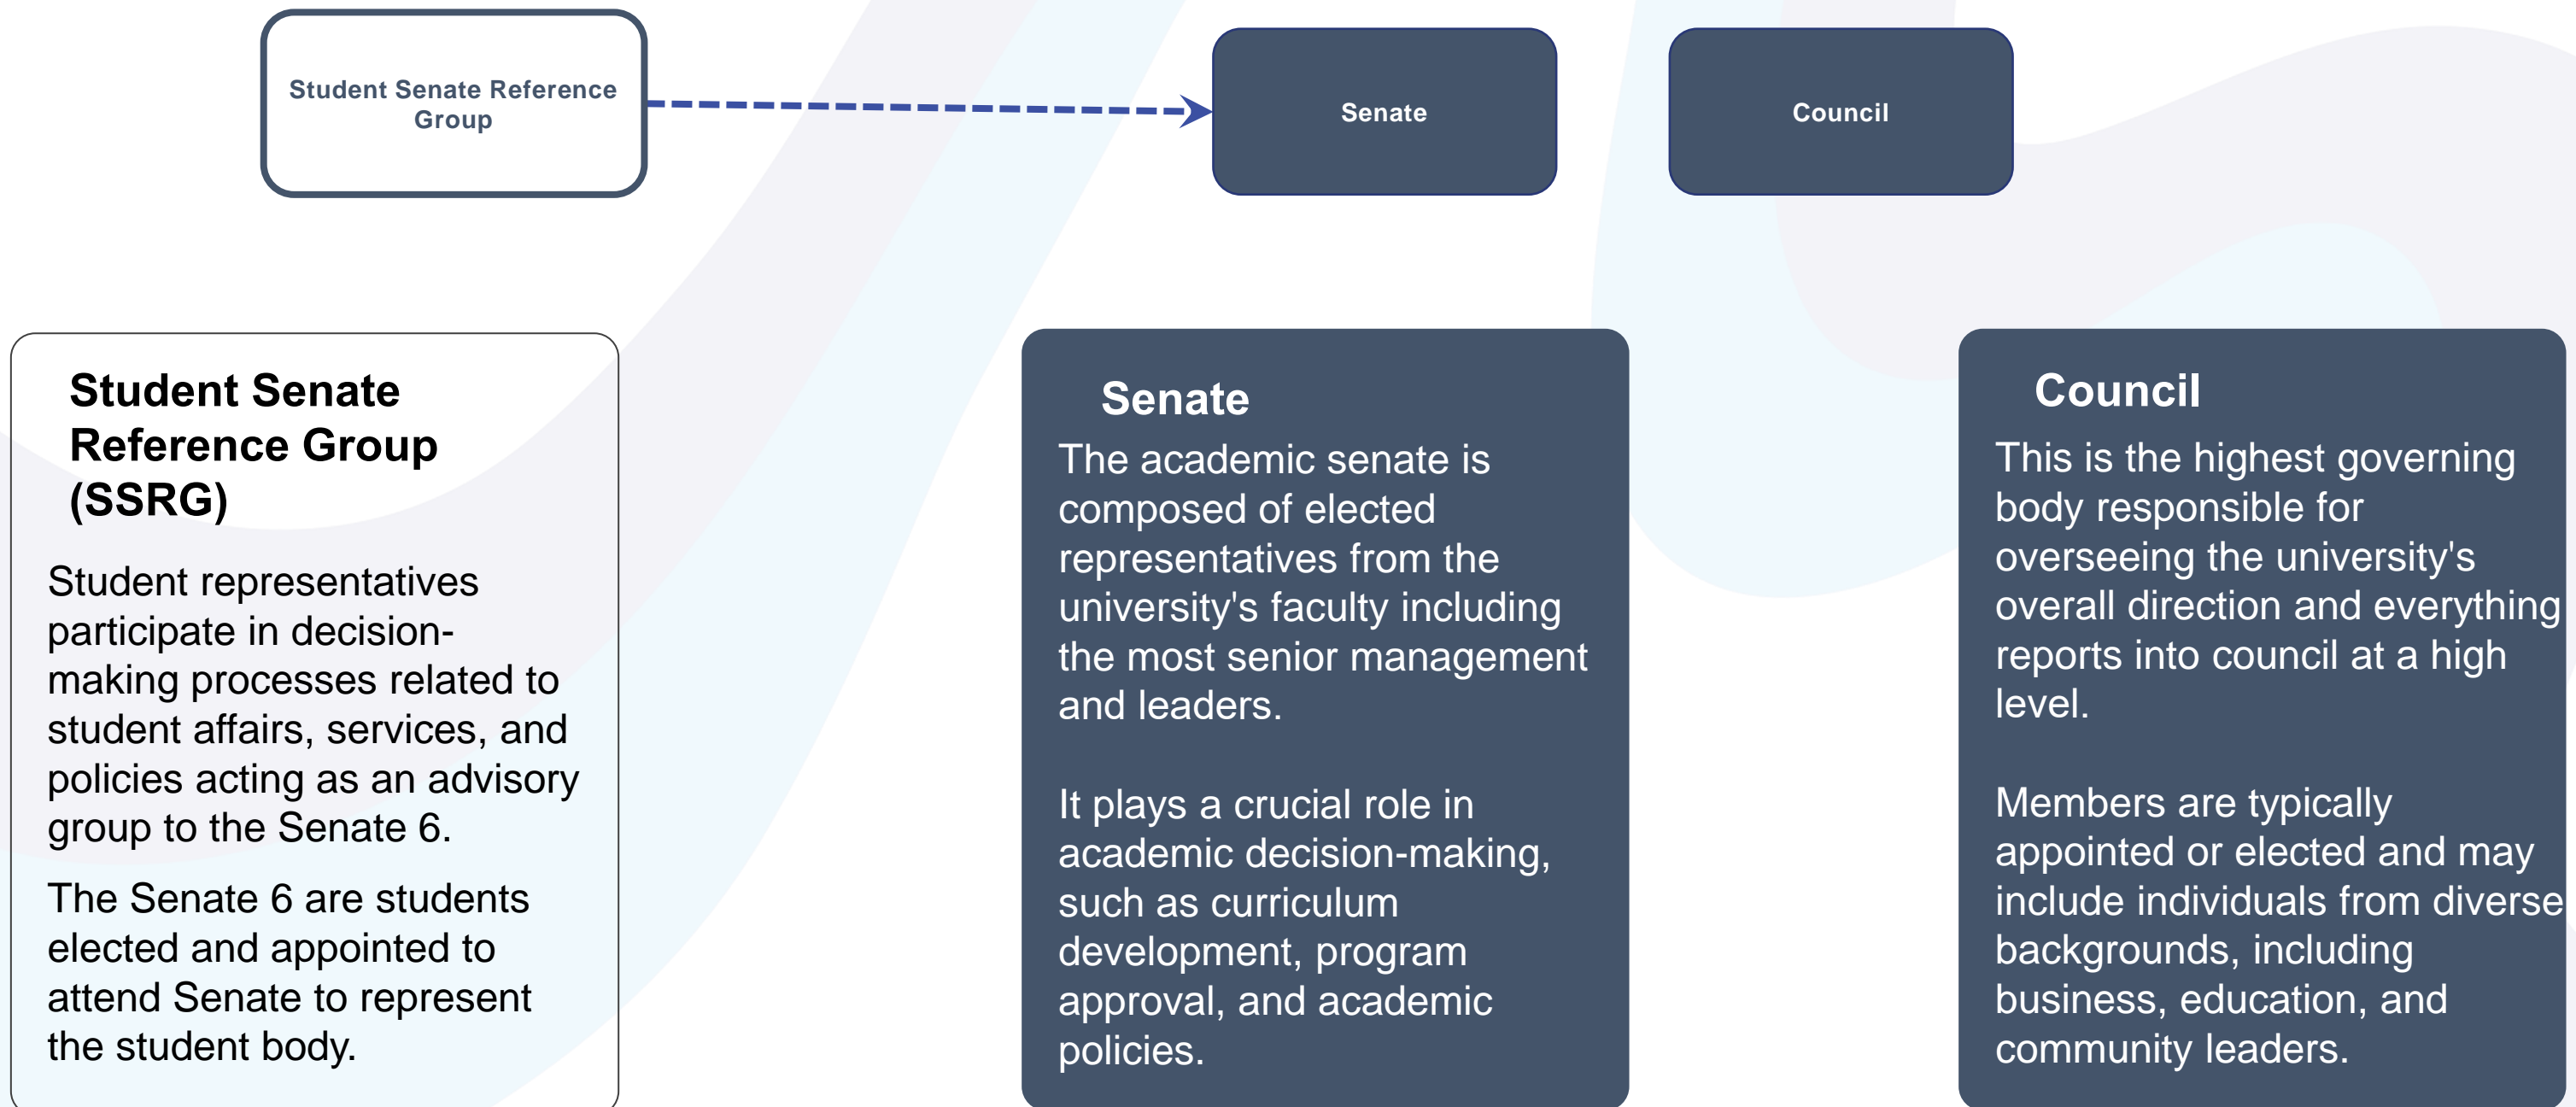 Student Senate Reference
Group
Senate
Council
Student Senate
Reference Group
(SSRG)
Student representatives
participate in decision-
making processes related to
student affairs, services, and
policies acting as an advisory
group to the Senate 6.
The Senate 6 are students
elected and appointed to
attend Senate to represent
the student body.
Senate
The academic senate is
composed of elected
representatives from the
university's faculty including
the most senior management
and leaders.
It plays a crucial role in
academic decision-making,
such as curriculum
development, program
approval, and academic
policies.
Council
This is the highest governing
body responsible for
overseeing the university's
overall direction and everything
reports into council at a high
level.
Members are typically
appointed or elected and may
include individuals from diverse
backgrounds, including
business, education, and
community leaders.